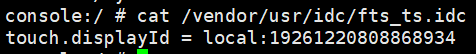 console:/ # cat /vendor/usr/idc/fts_ts.idc
touch.displayId = local:19261220808868934